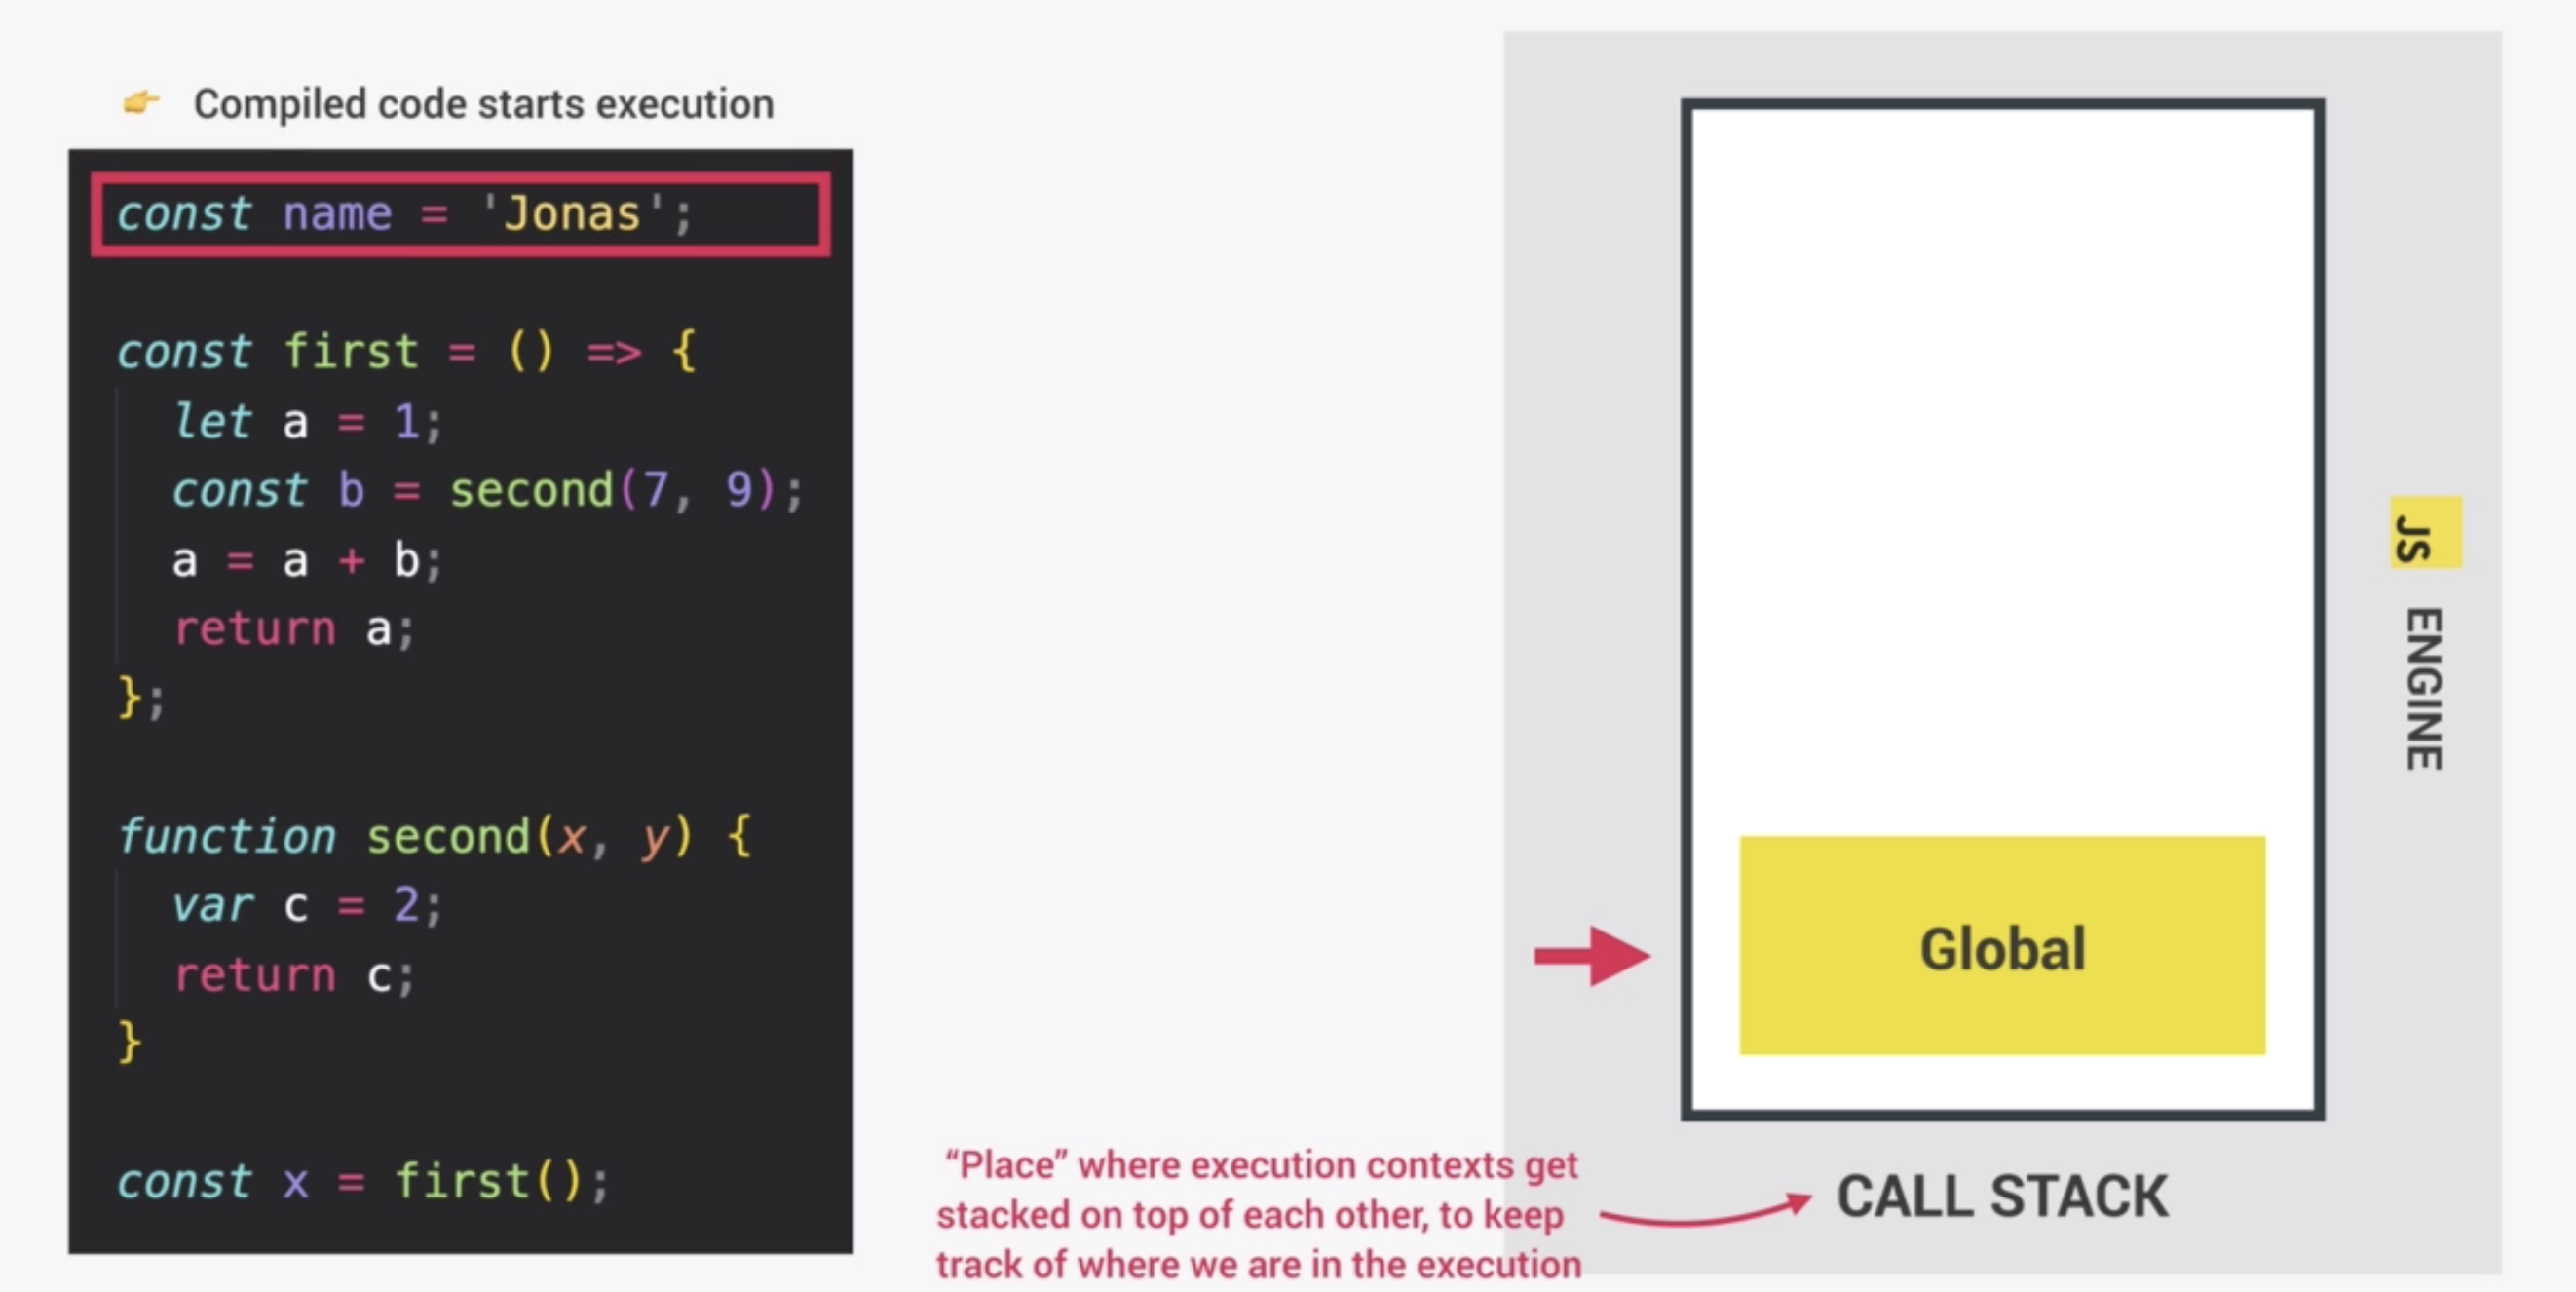 👉 Compiled code starts execution
const name = 'Jonas';
const first = () => {
let a = 1;
const b = second(7, 9);
a = a + b;
return a;
};
function second(x, y) {
var c = 2;
return c;
}
const x = first();
Global
CALL STACK
“Place” where execution contexts get
stacked on top of each other, to keep
track of where we are in the execution
JS ENGINE